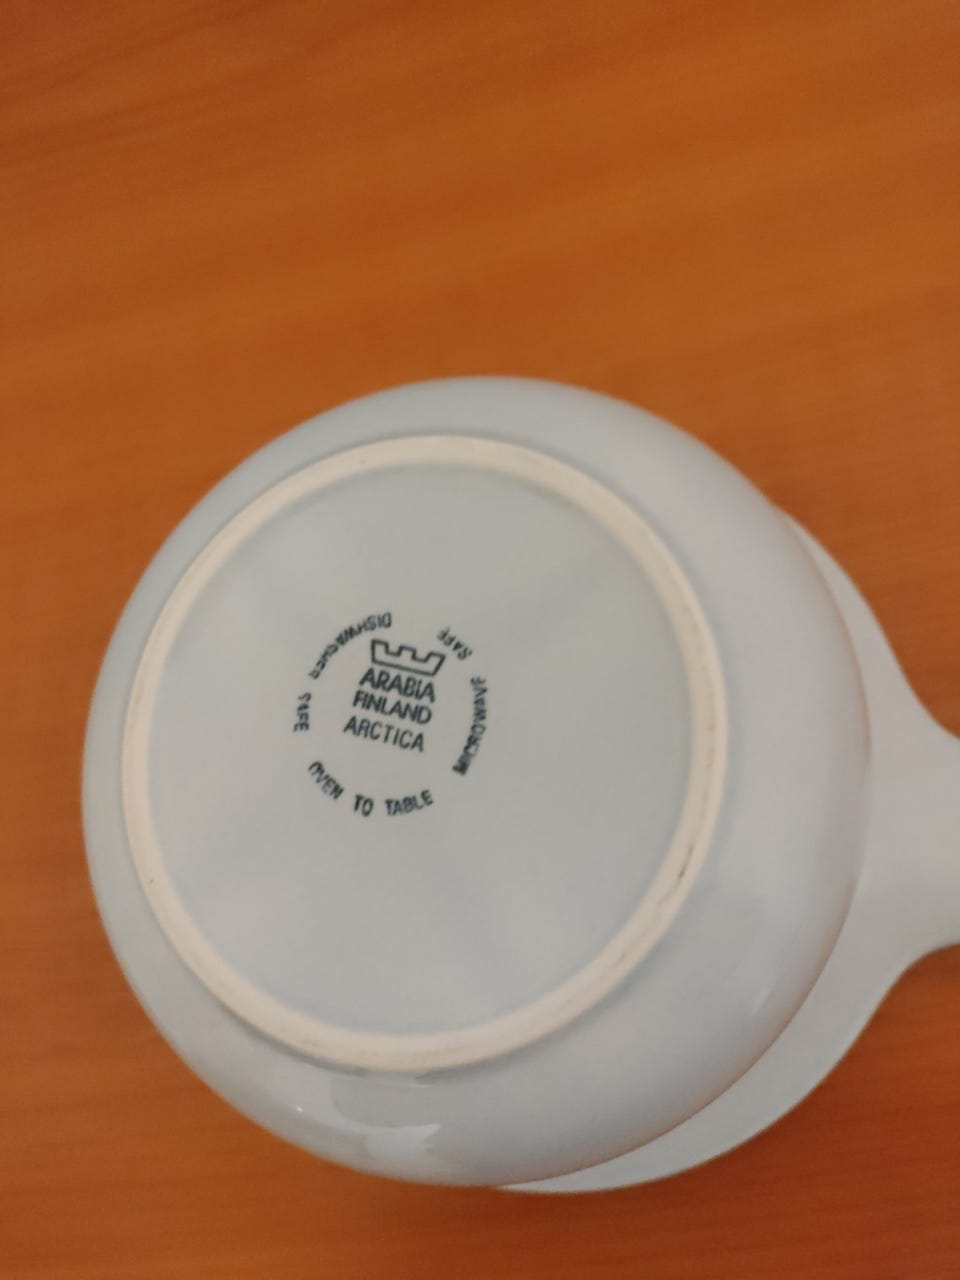 ARABIA
FINLAND
ARCTICA
DISHWASHER SAFE
OVEN TO TABLE
MICROWAVE SAFE